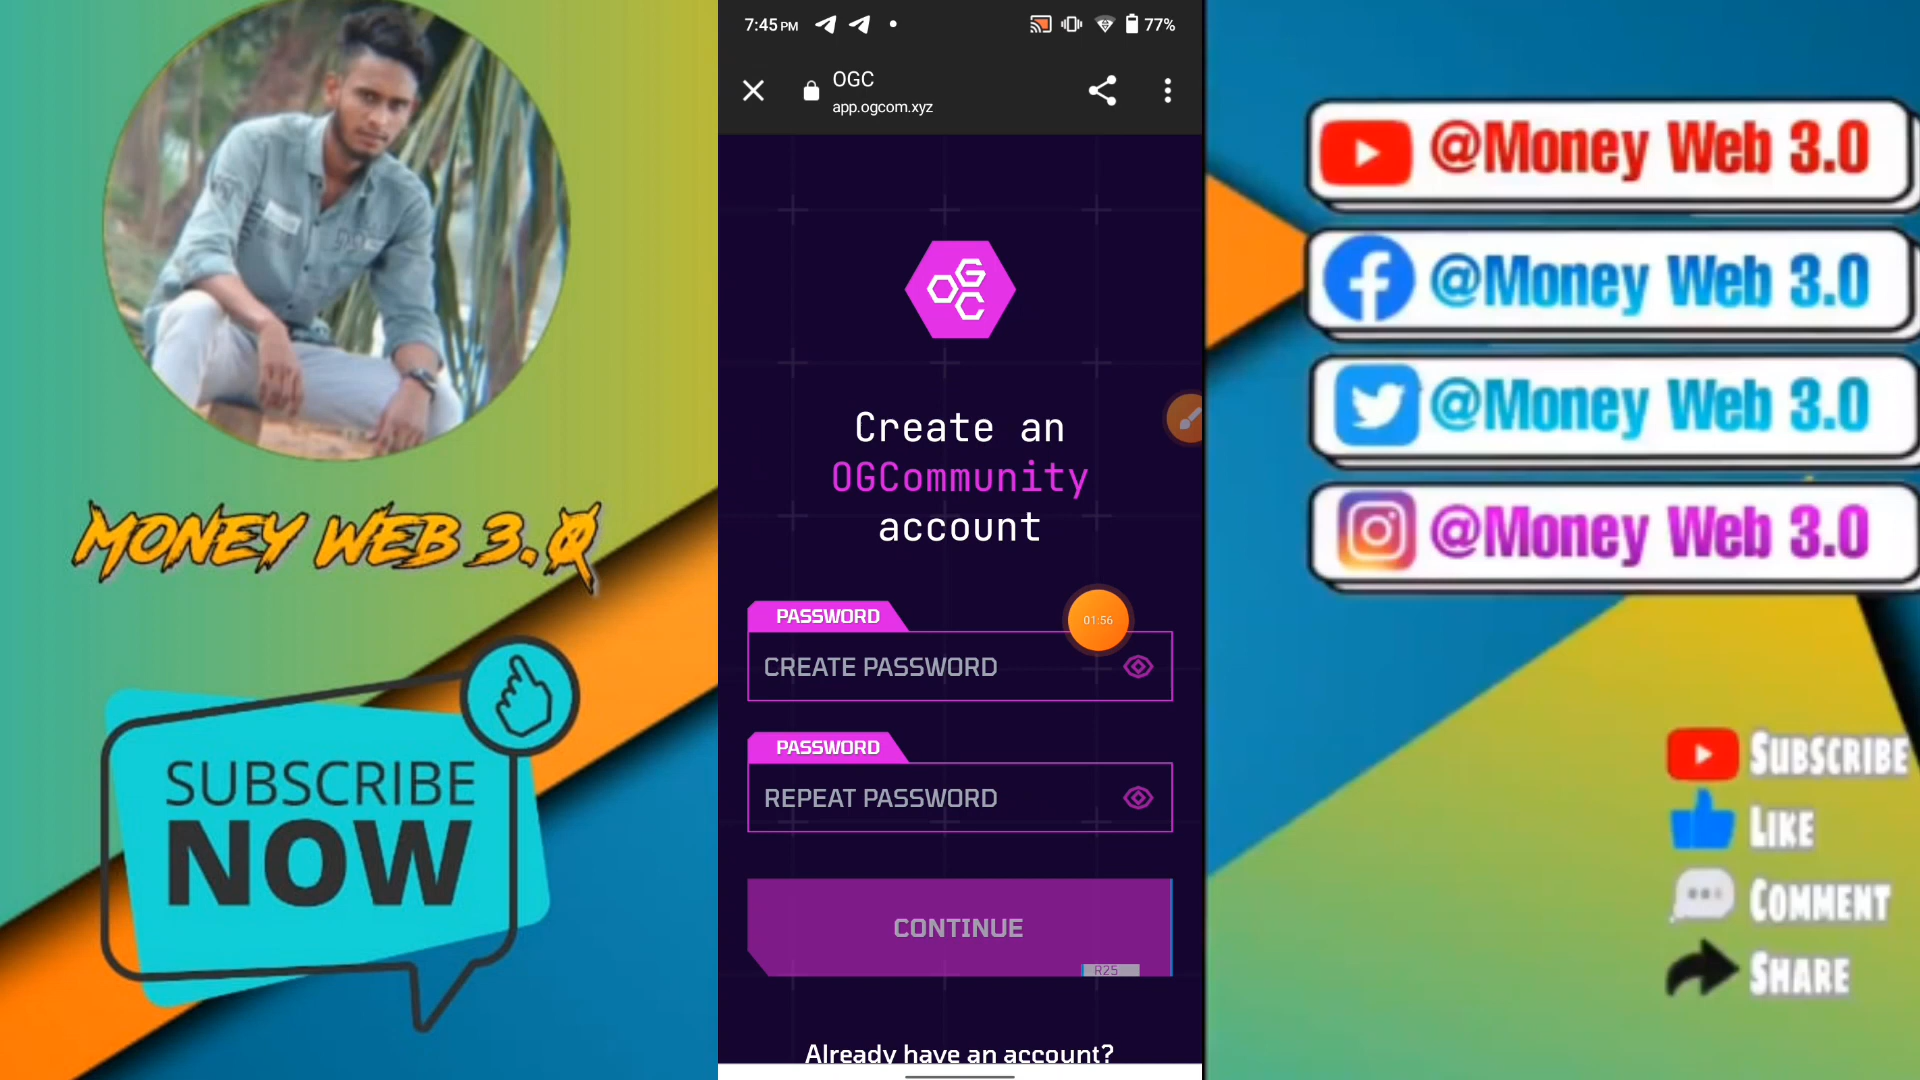 MONEY WEB 3.0
SUBSCRIBE
NOW
7:45 PM
77%
OGC
app.ogcom.xyz
OGC
Create an
OGCommunity
account
PASSWORD
01:56
CREATE PASSWORD
PASSWORD
REPEAT PASSWORD
CONTINUE
R25
Already have an account?
@Money Web 3.0
@Money Web 3.0
@Money Web 3.0
@Money Web 3.0
SUBSCRIBE
LIKE
COMMENT
SHARE